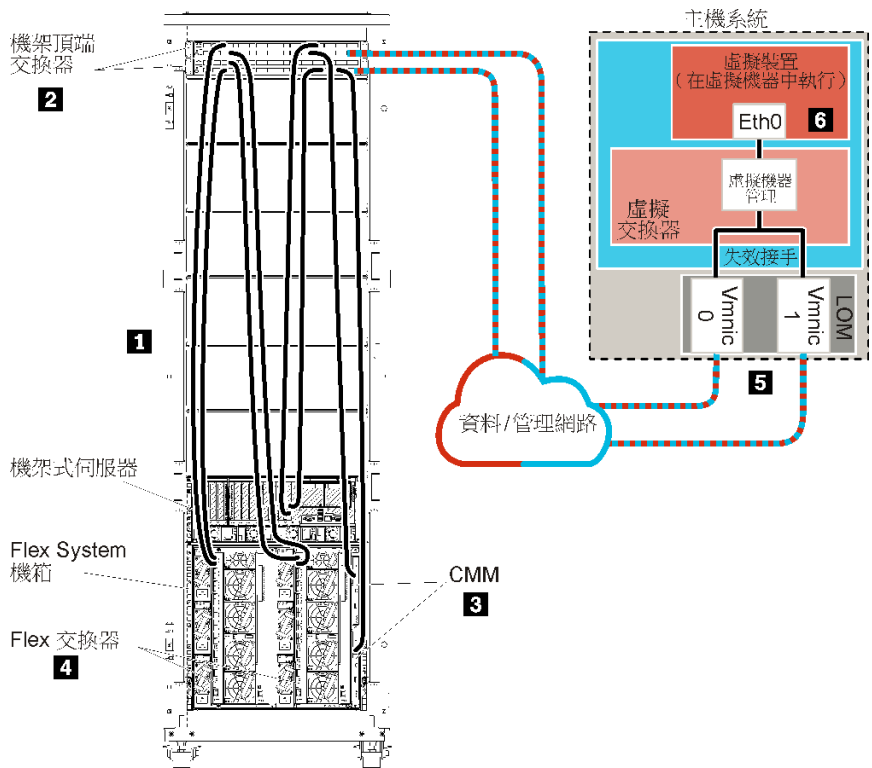 機架頂端
交換器
2
1
機架式伺服器
Flex System
機箱
Flex 交換器
4
CMM
3
資料/管理網路
主機系統
虛擬裝置
(在虛擬機器中執行)
Eth0
6
虛擬機器
管理
虛擬
交換器
失效接手
Vmnic
0
Vmnic
1
LOM
5